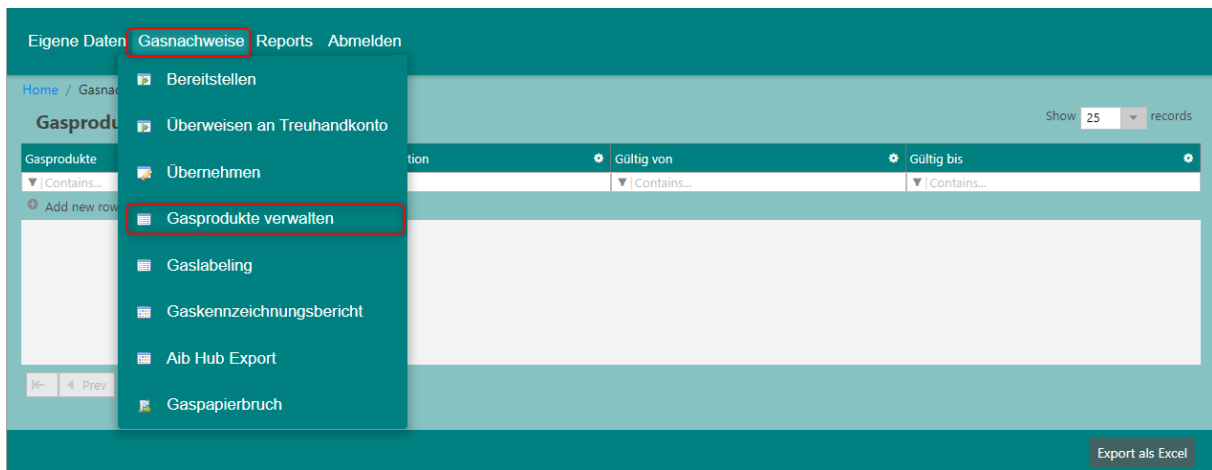 Eigene Daten Gasnachweise Reports Abmelden
Bereitstellen
Home / Gasnac
Gasprodu
Überweisen an Treuhandkonto
Show 25 records
Gasprodukte
tion
Gültig von
Gültig bis
Übernehmen
Contains...
Contains...
Contains...
Add new row
Gasprodukte verwalten
Gaslabeling
Gaskennzeichnungsbericht
Aib Hub Export
Prev
Gaspapierbruch
Export als Excel